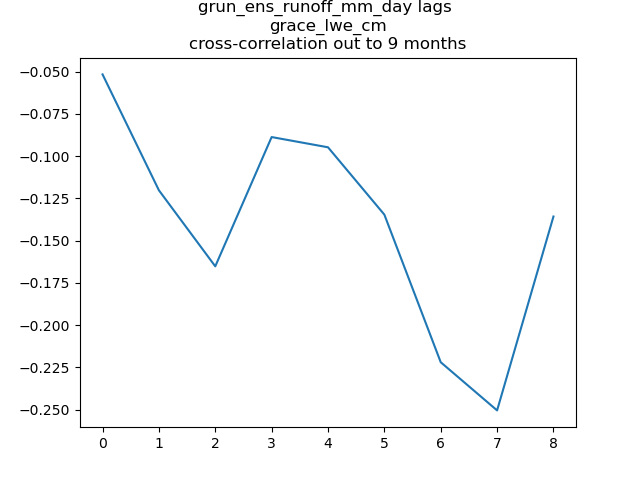 grun_ens_runoff_mm_day lags
grace_lwe_cm
cross-correlation out to 9 months
−0.050
−0.075
−0.100
−0.125
−0.150
−0.175
−0.200
−0.225
−0.250
0 1 2 3 4 5 6 7 8